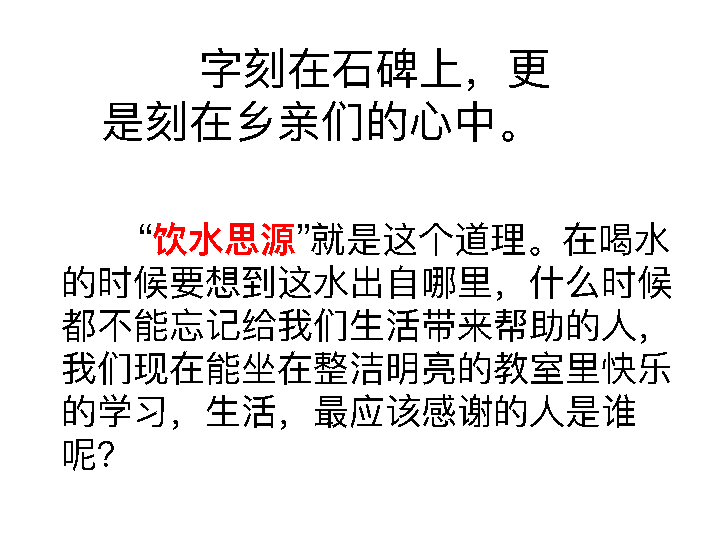 字刻在石碑上，更
是刻在乡亲们的心中。
“饮水思源”就是这个道理。在喝水
的时候要想到这水出自哪里，什么时候
都不能忘记给我们生活带来帮助的人，
我们现在能坐在整洁明亮的教室里快乐
的学习，生活，最应该感谢的人是谁
呢？